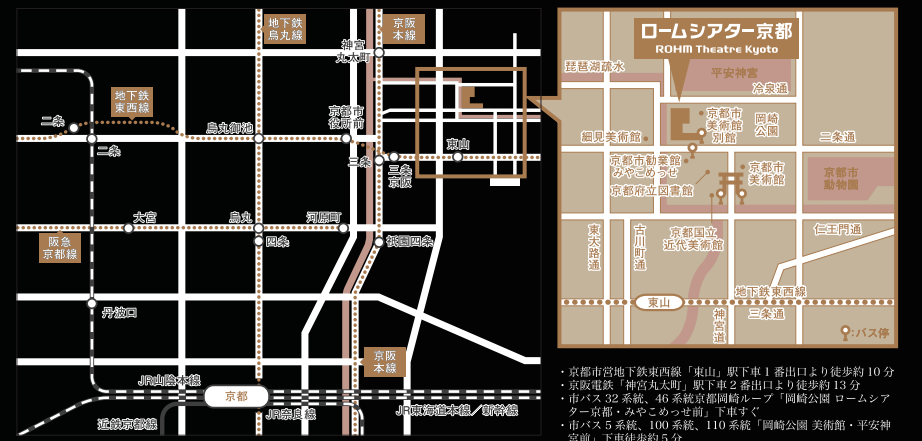 地下鉄
烏丸線
京阪
本線
神宮
丸太町
地下鉄
東西線
二条
二条
烏丸御池
京都市
役所前
三条
三条
京阪
東山
大宮
烏丸
河原町
四条
祇園四条
阪急
京都線
丹波口
京阪
本線
JR山陰本線
京都
JR奈良線
近鉄京都線
JR東海道本線/新幹線
ロームシアター京都
ROHM Theatre Kyoto
琵琶湖疏水
平安神宮
冷泉通
京都市
美術館
別館
岡崎
公園
二条通
細見美術館
京都市勧業館
みやこめっせ
京都府立図書館
京都市
美術館
京都市
動物園
京都国立
近代美術館
東大路通
古川町通
仁王門通
地下鉄東西線
東山
三条通
神宮道
:バス停
・京都市営地下鉄東西線「東山」駅下車1番出口より徒歩約10分
・京阪電鉄「神宮丸太町」駅下車2番出口より徒歩約13分
・市バス32系統、46系統京都岡崎ループ「岡崎公園 ロームシア
ター京都・みやこめっせ前」下車すぐ
・市バス5系統、100系統、110系統「岡崎公園 美術館・平安神
宮前」下車徒歩約5分